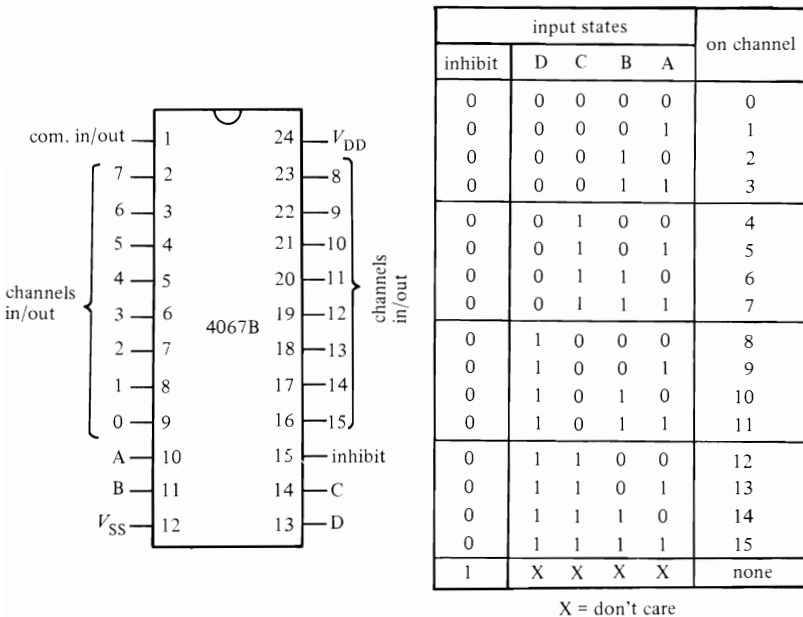 com. in/out 1 24 V_DD
7 2 23 8
6 3 22 9
5 4 21 10
4 5 20 11
3 6 19 12
2 7 18 13
1 8 17 14
0 9 16 15
A 10 15 inhibit
B 11 14 C
V_SS 12 13 D
channels
in/out
4067B
channels
in/out
input states on channel
inhibit D C B A
0 0 0 0 0 0
0 0 0 0 1 1
0 0 0 1 0 2
0 0 0 1 1 3
0 0 1 0 0 4
0 0 1 0 1 5
0 0 1 1 0 6
0 0 1 1 1 7
0 1 0 0 0 8
0 1 0 0 1 9
0 1 0 1 0 10
0 1 0 1 1 11
0 1 1 0 0 12
0 1 1 0 1 13
0 1 1 1 0 14
0 1 1 1 1 15
1 X X X X none
X = don't care